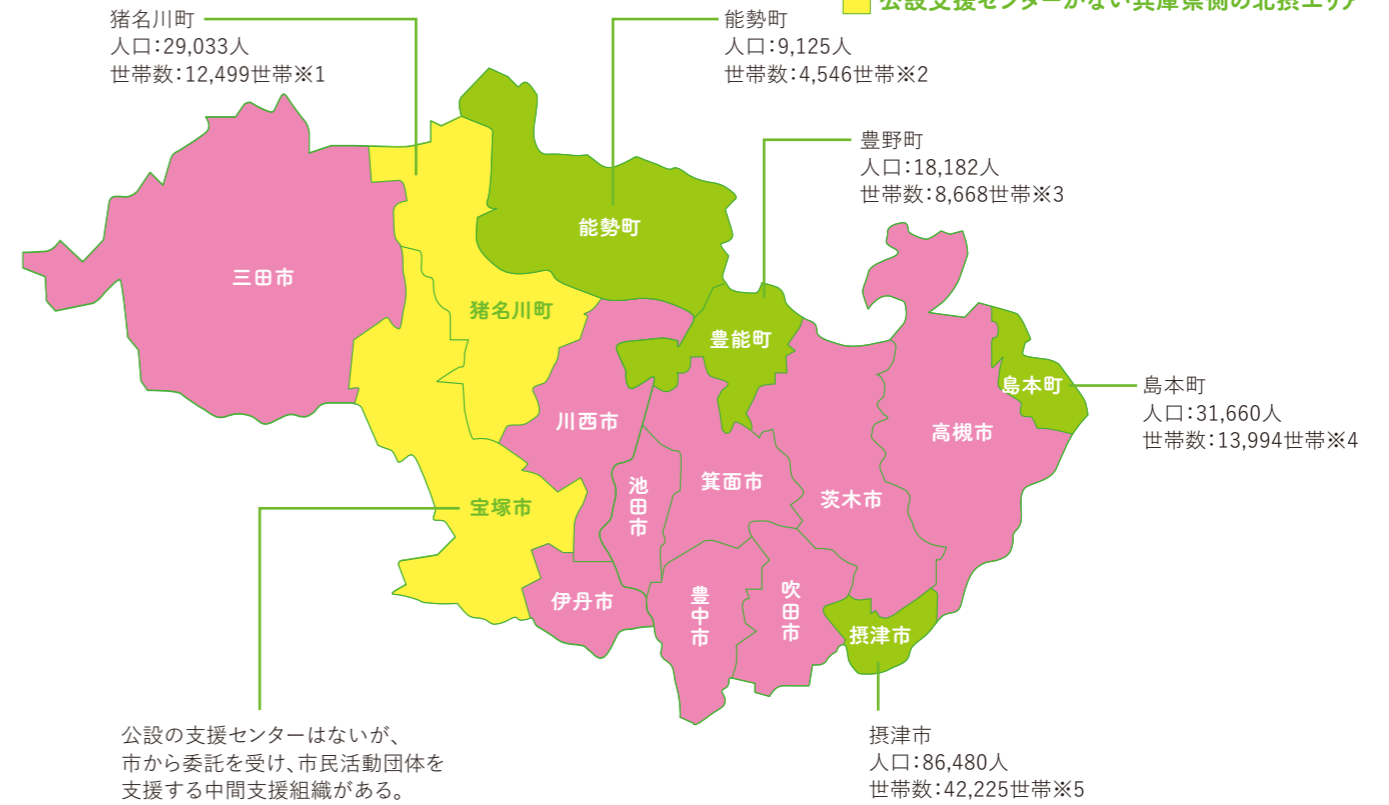 公設支援センターがない兵庫県側の北摂エリア
猪名川町
人口:29,033人
世帯数:12,499世帯※1
能勢町
人口:9,125人
世帯数:4,546世帯※2
豊野町
人口:18,182人
世帯数:8,668世帯※3
能勢町
三田市
猪名川町
豊能町
島本町
島本町
人口:31,660人
世帯数:13,994世帯※4
川西市
高槻市
箕面市
池田市
茨木市
宝塚市
伊丹市
豊中市
吹田市
摂津市
公設の支援センターはないが、
市から委託を受け、市民活動団体を
支援する中間支援組織がある。
摂津市
人口:86,480人
世帯数:42,225世帯※5